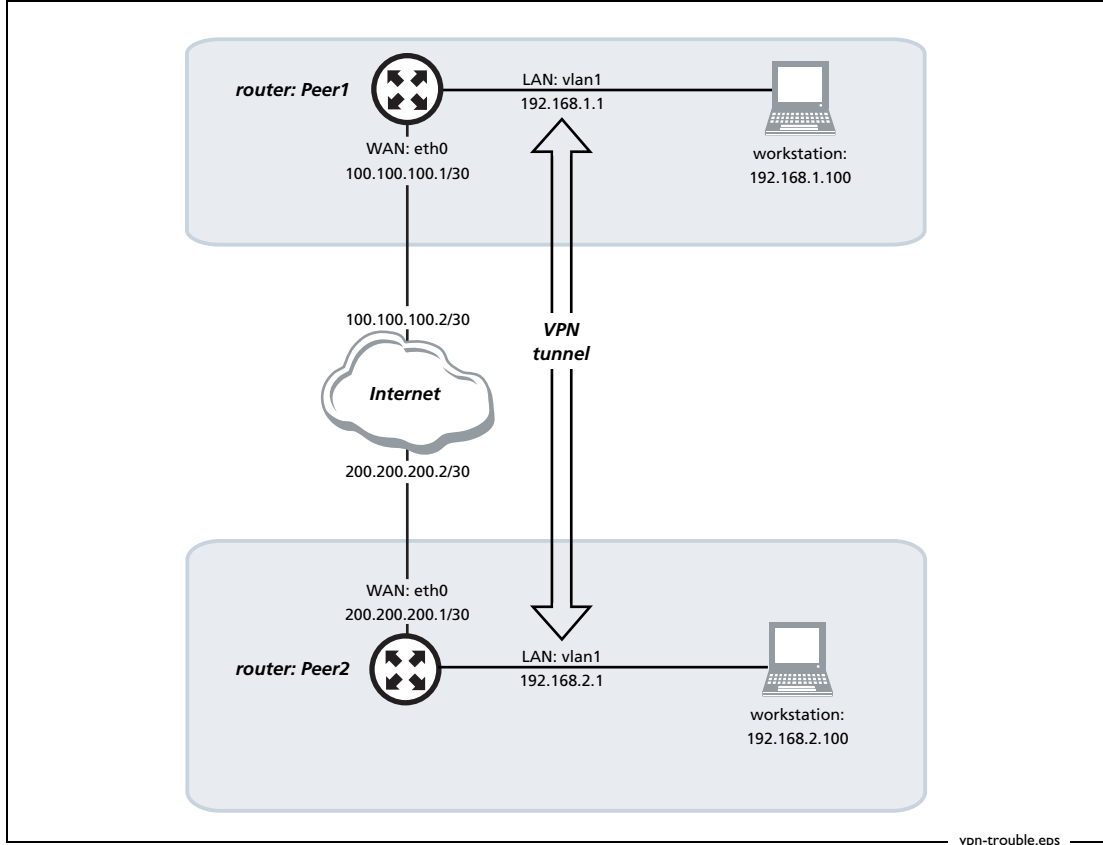 router: Peer1
LAN: vlan1
192.168.1.1
WAN: eth0
100.100.100.1/30
workstation:
192.168.1.100
100.100.100.2/30
VPN
tunnel
Internet
200.200.200.2/30
WAN: eth0
200.200.200.1/30
router: Peer2
LAN: vlan1
192.168.2.1
workstation:
192.168.2.100
vpn-trouble.eps